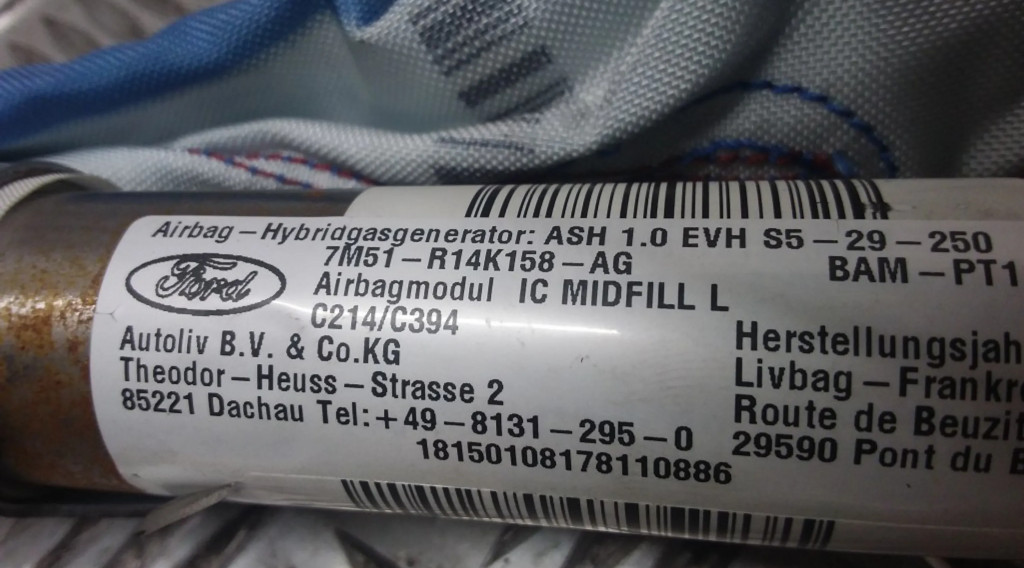 Airbag-Hybridgasgenerator: ASH 1.0 EVH S5-29-250
7M51-R14K158-AG
BAM-PT1
Ford
Airbagmodul IC MIDFILL L
C214/C394
Autoliv B.V. & Co.KG
Theodor-Heuss-Strasse 2
85221 Dachau Tel:+49-8131-295-0
18150108178110886
Livbag-
Route de
29590 Pont du